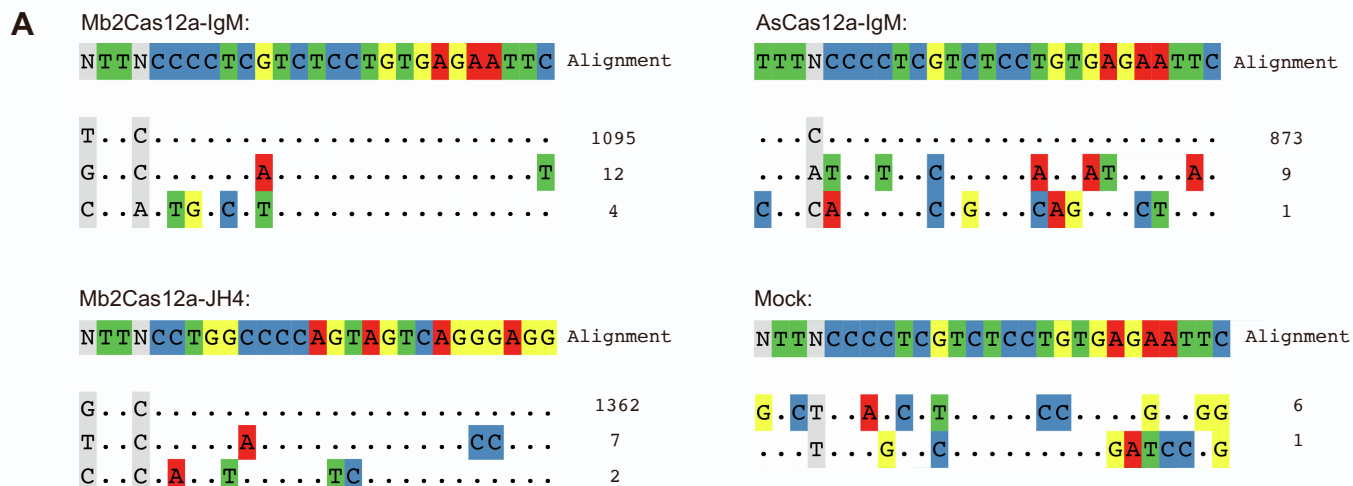 A
Mb2Cas12a-IgM:
NTTNCCCCTCGTCTCCTGTGAGAATTC Alignment
T..C....................... 1095
G..C......A...............T 12
C..A.TG.C.T................ 4
AsCas12a-IgM:
TTTNCCCCTCGTCTCCTGTGAGAATTC Alignment
...C....................... 873
...AT..T..C.....A..AT....A. 9
C..CA.....C.G...CAG...CT... 1
Mb2Cas12a-JH4:
NTTNCCTGGCCCCAGTAGTCAGGGAGG Alignment
G..C....................... 1362
T..C.....A............CC... 7
C..C.A..T.....TC........... 2
Mock:
NTTNCCCCTCGTCTCCTGTGAGAATTC Alignment
G.CT..A.C.T.....CC....G..GG 6
...T...G..C.........GATCC.G 1